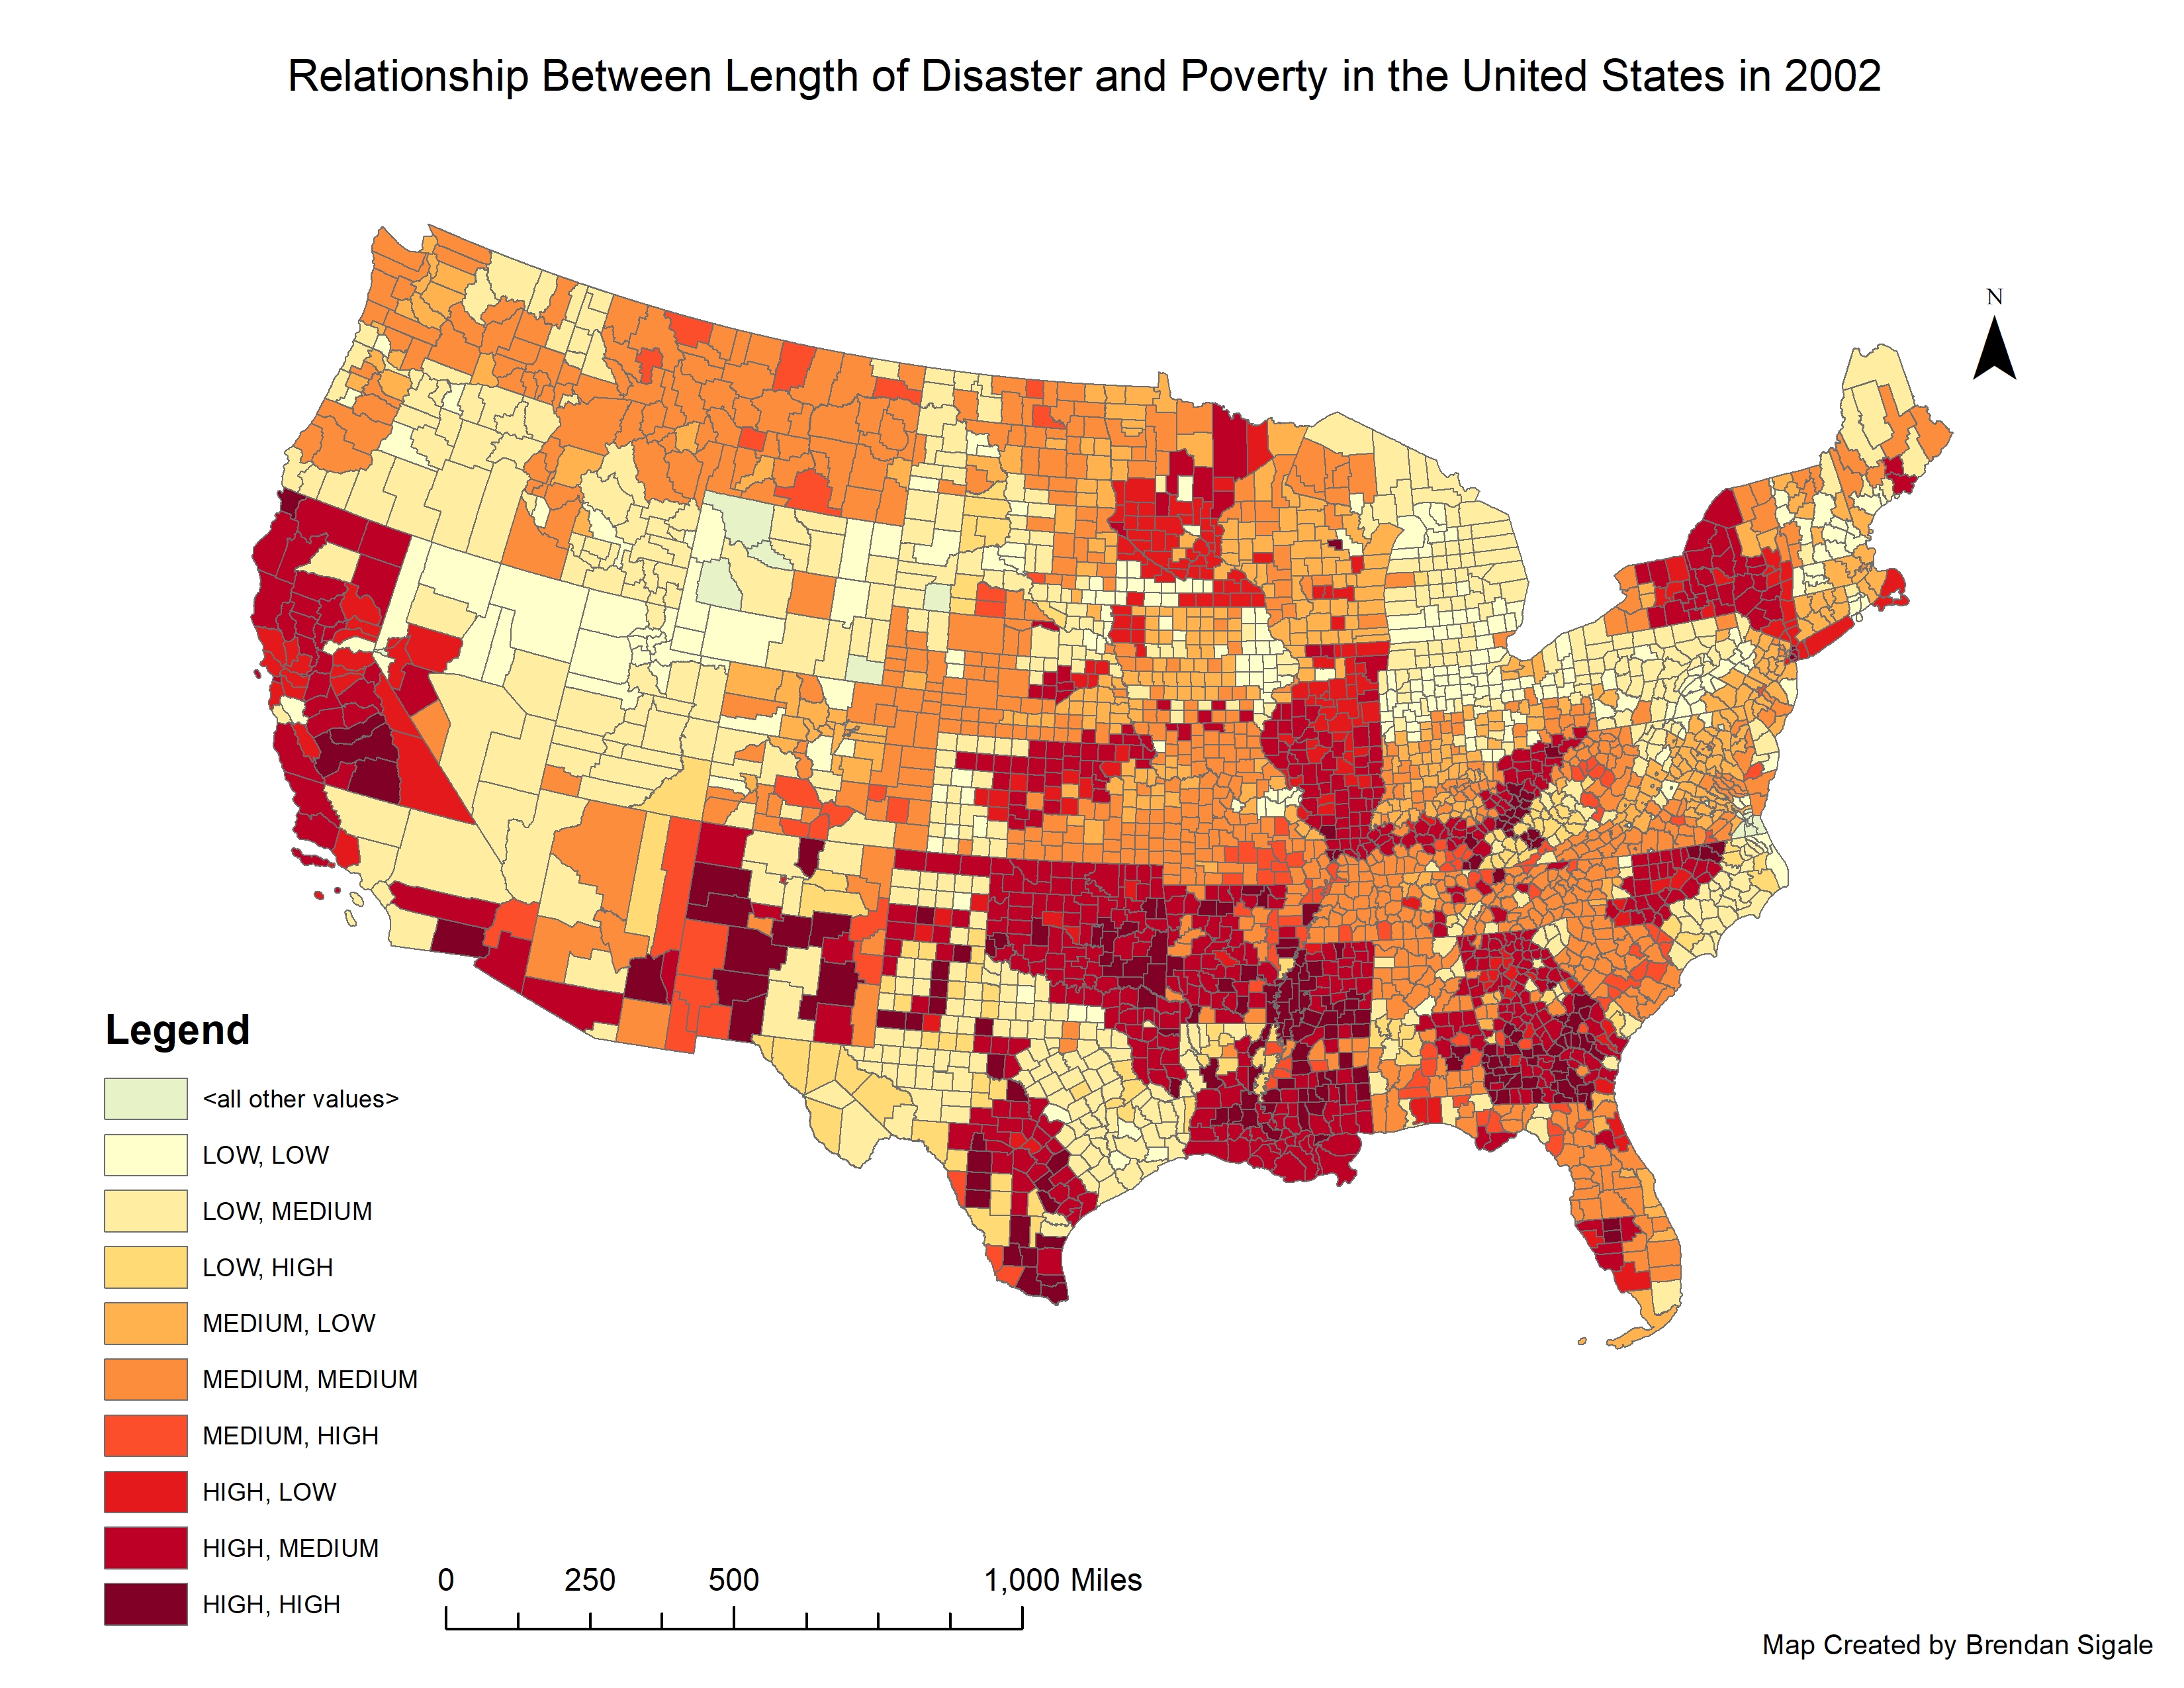 Relationship Between Length of Disaster and Poverty in the United States in 2002
N
Legend
<all other values>
LOW, LOW
LOW, MEDIUM
LOW, HIGH
MEDIUM, LOW
MEDIUM, MEDIUM
MEDIUM, HIGH
HIGH, LOW
HIGH, MEDIUM
HIGH, HIGH
0 250 500 1,000 Miles
Map Created by Brendan Sigale